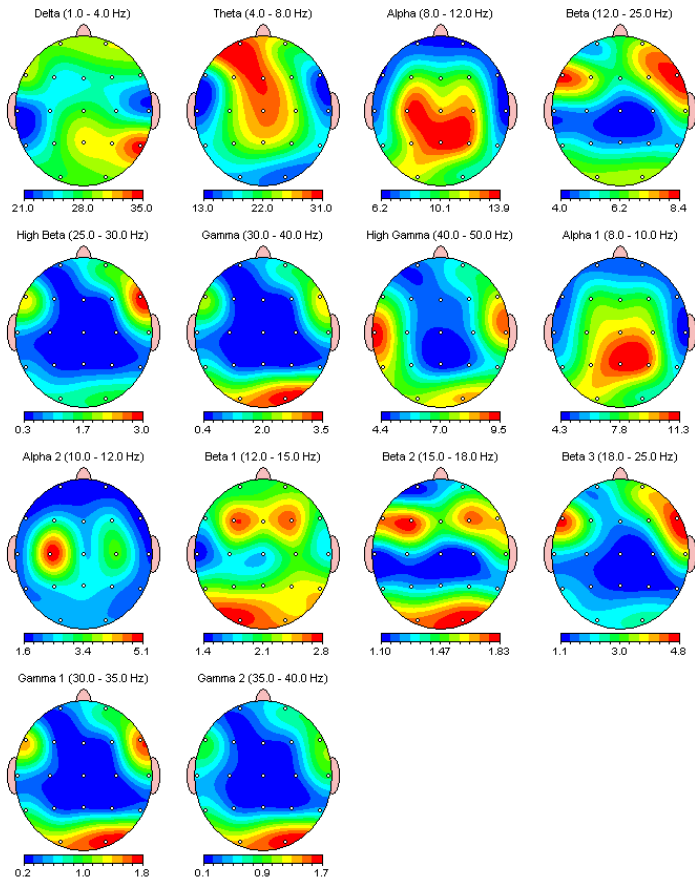 Delta (1.0 - 4.0 Hz) Theta (4.0 - 8.0 Hz) Alpha (8.0 - 12.0 Hz) Beta (12.0 - 25.0 Hz)
21.0 28.0 35.0 13.0 22.0 31.0 6.2 10.1 13.9 4.0 6.2 8.4
High Beta (25.0 - 30.0 Hz) Gamma (30.0 - 40.0 Hz) High Gamma (40.0 - 50.0 Hz) Alpha 1 (8.0 - 10.0 Hz)
0.3 1.7 3.0 0.4 2.0 3.5 4.4 7.0 9.5 4.3 7.8 11.3
Alpha 2 (10.0 - 12.0 Hz) Beta 1 (12.0 - 15.0 Hz) Beta 2 (15.0 - 18.0 Hz) Beta 3 (18.0 - 25.0 Hz)
1.6 3.4 5.1 1.4 2.1 2.8 1.10 1.47 1.83 1.1 3.0 4.8
Gamma 1 (30.0 - 35.0 Hz) Gamma 2 (35.0 - 40.0 Hz)
0.2 1.0 1.8 0.1 0.9 1.7